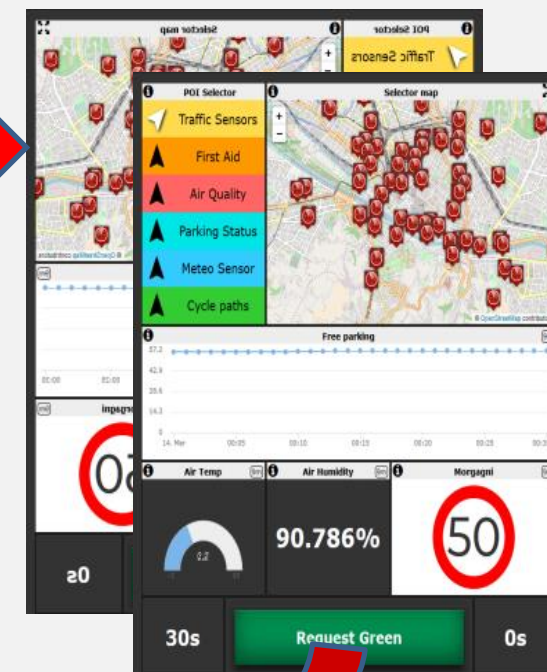 Selector map
POI Selector
Traffic Sensors
POI Selector
Selector map
Traffic Sensors
First Aid
Air Quality
Parking Status
Meteo Sensor
Cycle paths
+
-
© OpenStreetMap
Free parking
57.2
42.9
28.6
14.3
0
14. Mar
00:05
00:10
00:15
00:20
00:25
Air Temp
Air Humidity
Morgagni
90.786%
50
0s
30s
Request Green
0s